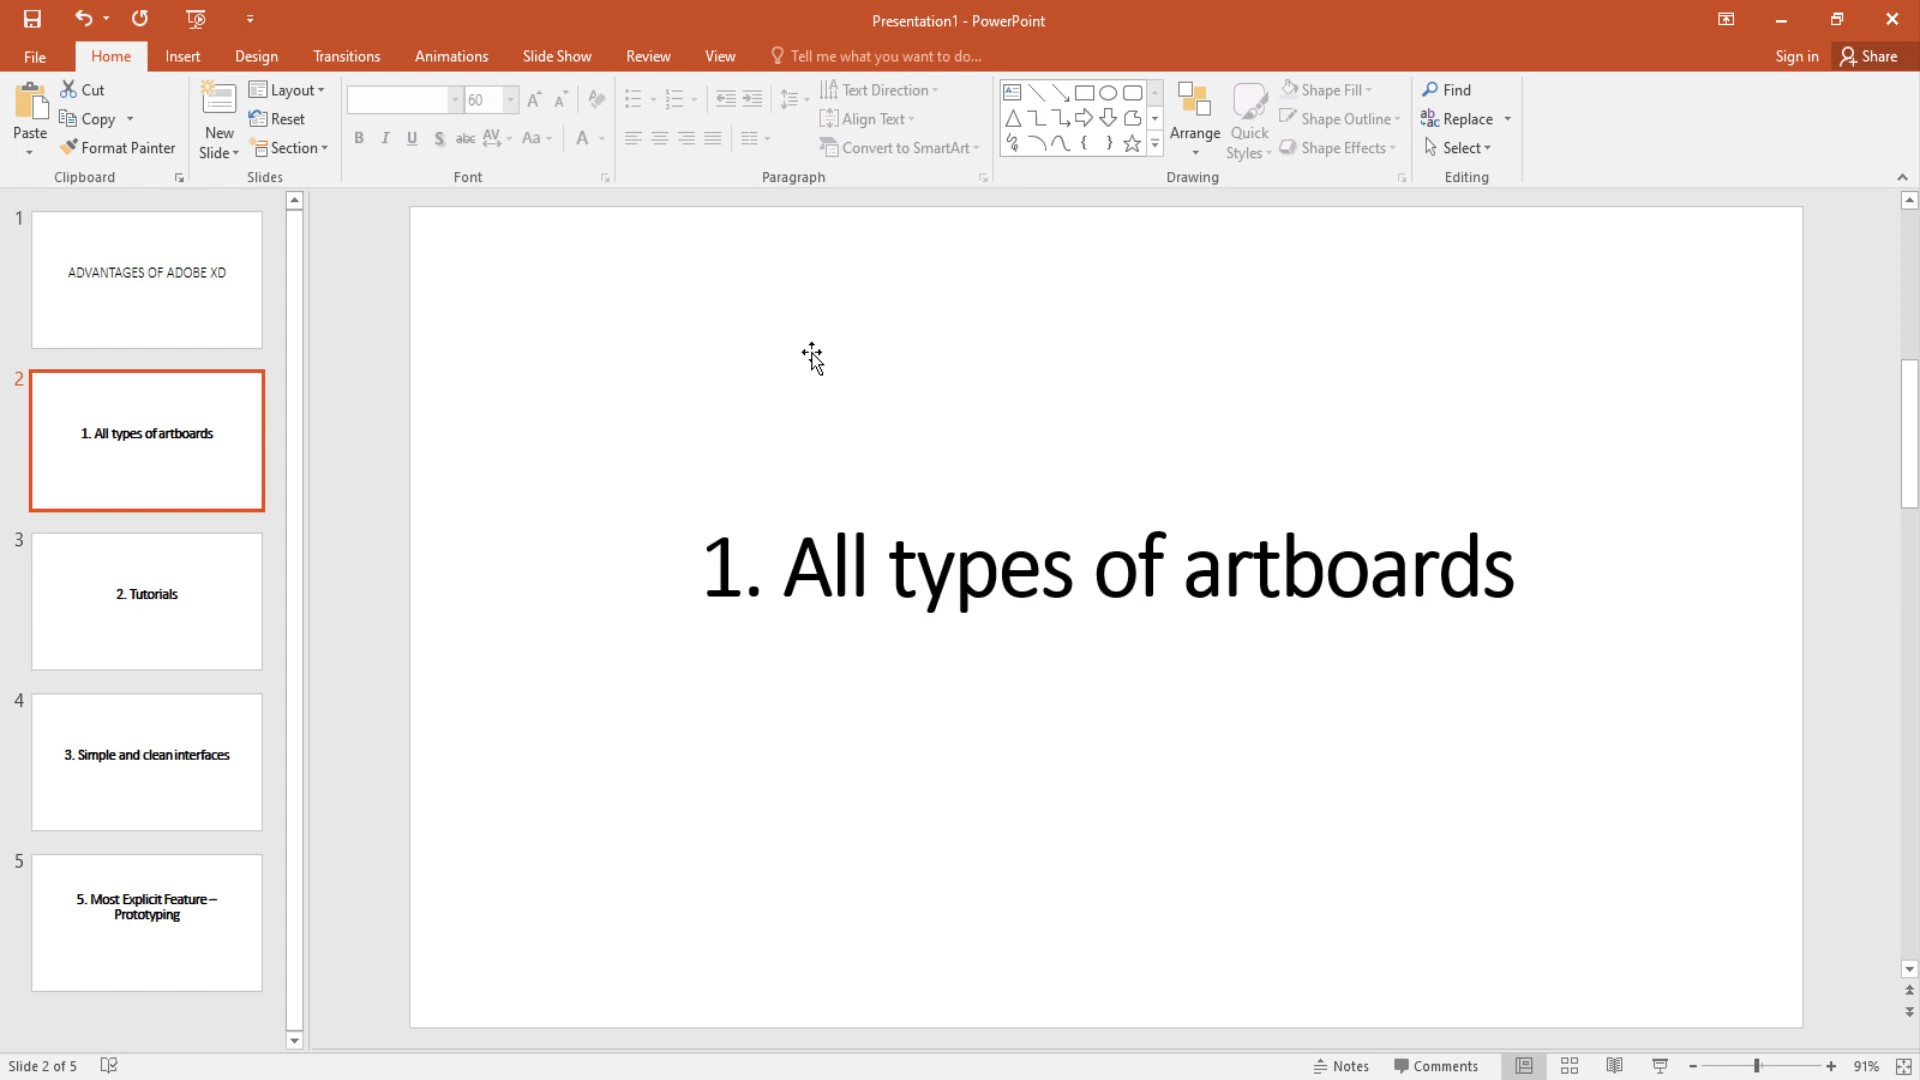 Presentation1 - PowerPoint
File Home Insert Design Transitions Animations Slide Show Review View Tell me what you want to do... Sign in Share
Paste
Cut
Copy
Format Painter
Clipboard
New
Slide
Layout
Reset
Section
Slides
60
B I U S abc AV Aa A
Font
Text Direction
Align Text
Convert to SmartArt
Paragraph
Arrange
Quick
Styles
Shape Fill
Shape Outline
Shape Effects
Drawing
Find
Replace
Select
Editing
1
ADVANTAGES OF ADOBE XD
2
1. All types of artboards
3
2. Tutorials
4
3. Simple and clean interfaces
5
5. Most Explicit Feature –
Prototyping
1. All types of artboards
Slide 2 of 5
Notes Comments 91%